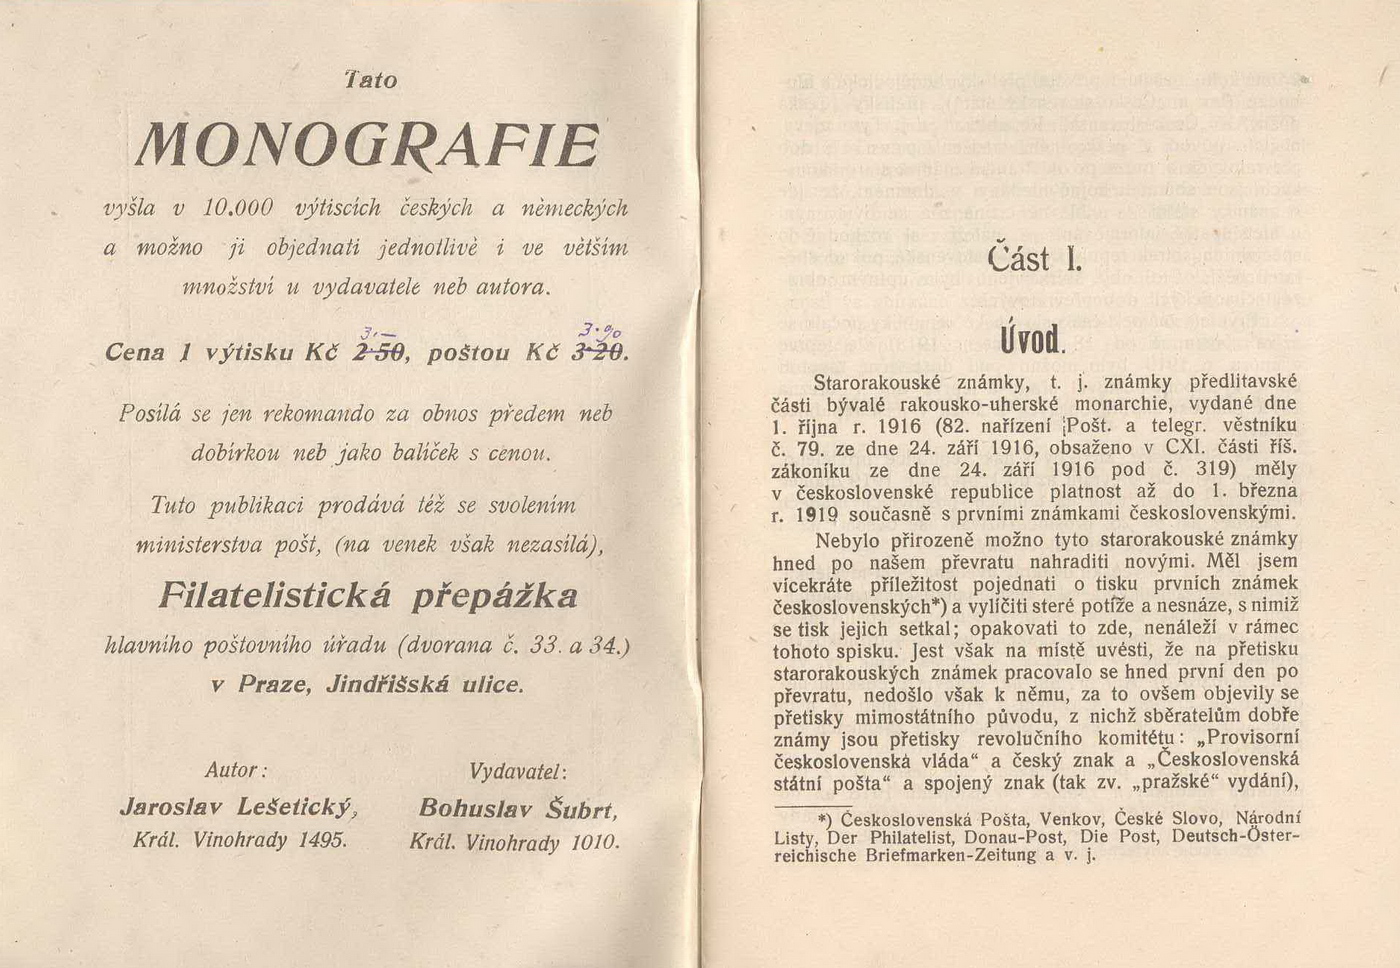 Tato
MONOGRAFIE
vyšla v 10.000 výtiscích českých a německých
a možno ji objednati jednotlivě i ve větším
množství u vydavatele neb autora.
3·—
3·90
Cena 1 výtisku Kč 2·50, poštou Kč 3·20.
Posílá se jen rekomando za obnos předem neb
dobírkou neb jako balíček s cenou.
Tuto publikaci prodává též se svolením
ministerstva pošt, (na venek však nezasílá),
Filatelistická přepážka
hlavního poštovního úřadu (dvorana č. 33. a 34.)
v Praze, Jindřišská ulice.
Autor:
Jaroslav Lešetický,
Král. Vinohrady 1495.
Vydavatel:
Bohuslav Šubrt,
Král. Vinohrady 1010.
Část I.
Úvod.
Starorakouské známky, t. j. známky předlitavské
části bývalé rakousko-uherské monarchie, vydané dne
1. října r. 1916 (82. nařízení Pošt. a telegr. věstníku
č. 79. ze dne 24. září 1916, obsaženo v CXI. části říš.
zákoníku ze dne 24. září 1916 pod č. 319) měly
v československé republice platnost až do 1. března
r. 1919 současně s prvními známkami československými.
Nebylo přirozeně možno tyto starorakouské známky
hned po našem převratu nahraditi novými. Měl jsem
vícekráte příležitost pojednati o tisku prvních známek
československých*) a vylíčiti steré potíže a nesnáze, s nimiž
se tisk jejich setkal; opakovati to zde, nenáleží v rámec
tohoto spisku. Jest však na místě uvésti, že na přetisku
starorakouských známek pracovalo se hned první den po
převratu, nedošlo však k němu, za to ovšem objevily se
přetisky mimostátního původu, z nichž sběratelům dobře
známy jsou přetisky revolučního komitétu: „Provisorní
československá vláda“ a český znak a „Československá
státní pošta“ a spojený znak (tak zv. „pražské“ vydání),
*) Československá Pošta, Venkov, České Slovo, Národní
Listy, Der Philatelist, Donau-Post, Die Post, Deutsch-Öster-
reichische Briefmarken-Zeitung a v. j.